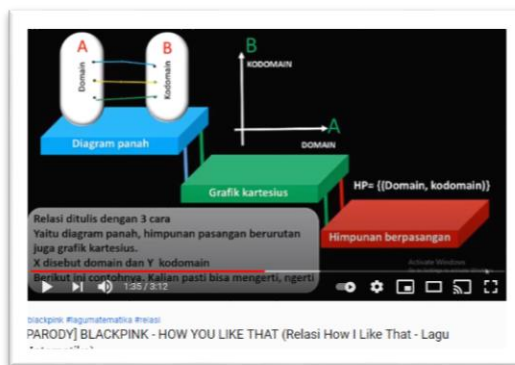 A
B
Domain
Kodomain
B
KODOMAIN
A
DOMAIN
Diagram panah
Grafik kartesius
HP= {(Domain, kodomain)}
Himpunan berpasangan
Relasi ditulis dengan 3 cara
Yaitu diagram panah, himpunan pasangan berurutan
juga grafik kartesius.
X disebut domain dan Y kodomain
Berikut ini contohnya. Kalian pasti bisa mengerti, ngerti
Activate Windows
1:35 / 3:12
blackpink #lagumatematika #relasi
PARODY] BLACKPINK - HOW YOU LIKE THAT (Relasi How I Like That - Lagu